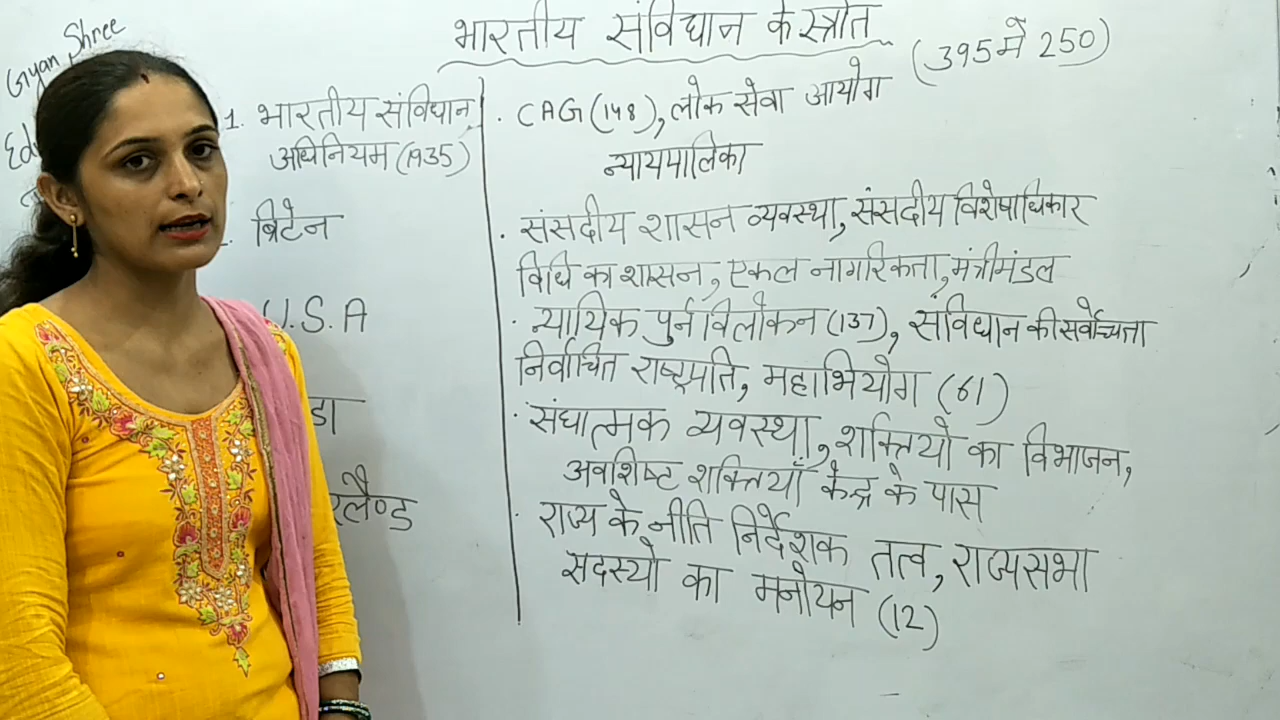 भारतीय संविधान के स्त्रोत
(395 में 250)
Gyan Shree
1. भारतीय संविधान
अधिनियम (1935)
. CAG (148), लोक सेवा आयोग
न्यायपालिका
. ब्रिटेन
. संसदीय शासन व्यवस्था, संसदीय विशेषाधिकार
विधि का शासन, एकल नागरिकता, मंत्रीमंडल
U.S.A
. न्यायिक पुर्नविलोकन (137), संविधान की सर्वोच्चता
निर्वाचित राष्ट्रपति, महाभियोग (61)
. संघात्मक व्यवस्था, शक्तियों का विभाजन,
अवशिष्ट शक्तियाँ केन्द्र के पास
. राज्य के नीति निर्देशक तत्व, राज्यसभा
सदस्यो का मनोयन (12)